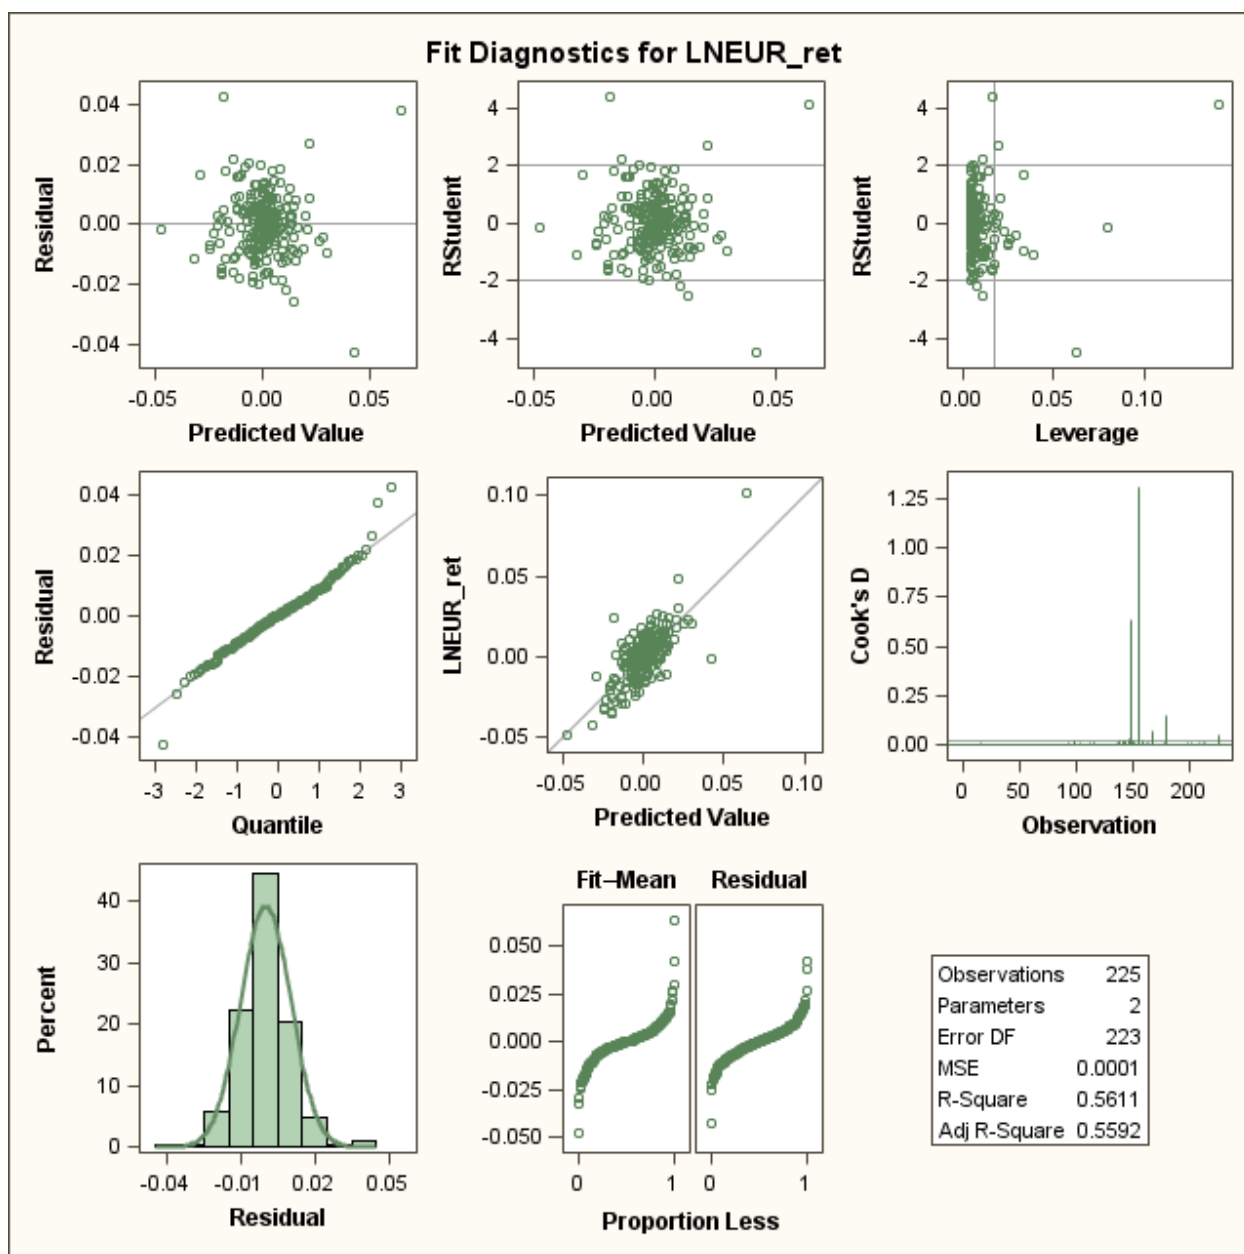 Fit Diagnostics for LNEUR_ret
Residual
0.04
0.02
0.00
-0.02
-0.04
-0.05 0.00 0.05
Predicted Value
RStudent
4
2
0
-2
-4
-0.05 0.00 0.05
Predicted Value
RStudent
4
2
0
-2
-4
0.00 0.05 0.10
Leverage
Residual
0.04
0.02
0.00
-0.02
-0.04
-3 -2 -1 0 1 2 3
Quantile
LNEUR_ret
0.10
0.05
0.00
-0.05
-0.05 0.00 0.05 0.10
Predicted Value
Cook's D
1.25
1.00
0.75
0.50
0.25
0.00
0 50 100 150 200
Observation
Percent
40
30
20
10
0
-0.04 -0.01 0.02 0.05
Residual
Fit–Mean Residual
0.050
0.025
0.000
-0.025
-0.050
0 1 0 1
Proportion Less
Observations 225
Parameters 2
Error DF 223
MSE 0.0001
R-Square 0.5611
Adj R-Square 0.5592